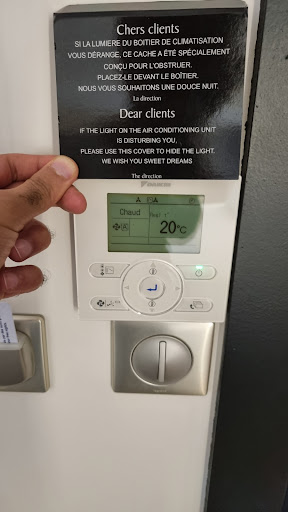 Chers clients
SI LA LUMIERE DU BOITIER DE CLIMATISATION
VOUS DÉRANGE, CE CACHE A ÉTÉ SPÉCIALEMENT
CONÇU POUR L'OBSTRUER.
PLACEZ-LE DEVANT LE BOÎTIER.
NOUS VOUS SOUHAITONS UNE DOUCE NUIT.
La direction
Dear clients
IF THE LIGHT ON THE AIR CONDITIONING UNIT
IS DISTURBING YOU,
PLEASE USE THIS COVER TO HIDE THE LIGHT.
WE WISH YOU SWEET DREAMS
The direction
DAIKIN
Chaud
20°C